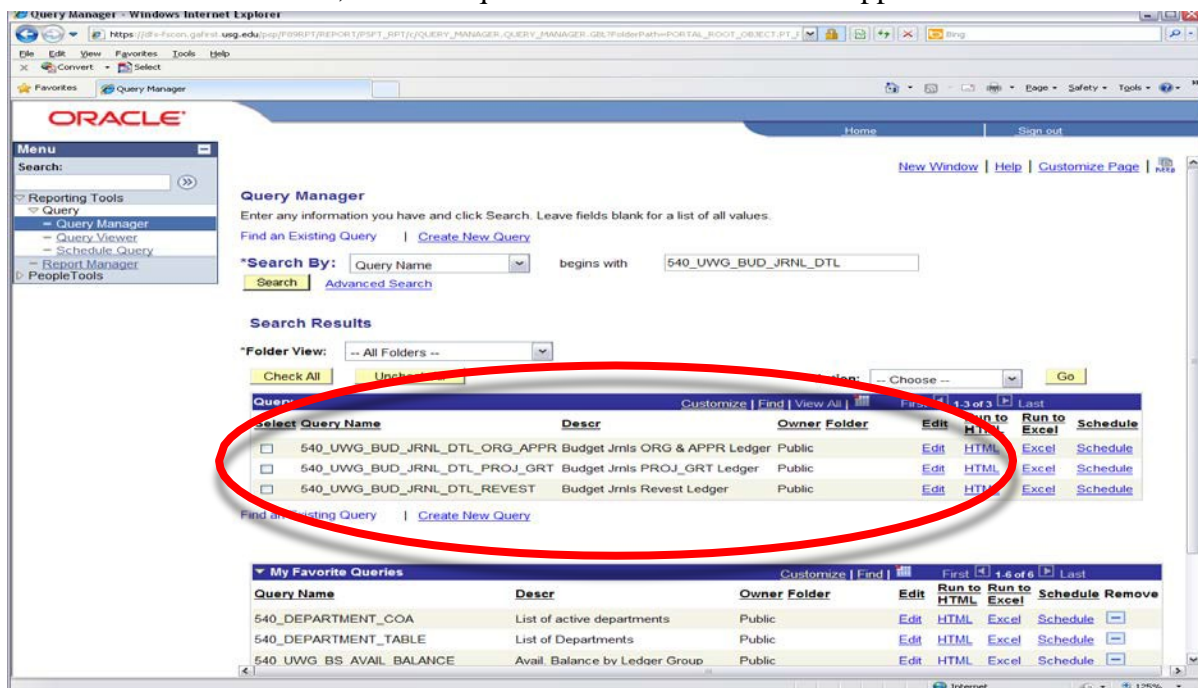 Query Manager - Windows Internet Explorer
Bing
File Edit View Favorites Tools Help
Convert Select
Favorites Query Manager Page Safety Tools
ORACLE
Home Sign out
Menu
Search:
New Window | Help | Customize Page |
Reporting Tools
Query
Query Manager
Query Viewer
Schedule Query
Report Manager
PeopleTools
Query Manager
Enter any information you have and click Search. Leave fields blank for a list of all values.
Find an Existing Query | Create New Query
*Search By: Query Name begins with 540_UWG_BUD_JRNL_DTL
Search Advanced Search
Search Results
*Folder View: -- All Folders --
Check All -- Choose -- Go
Query Customize | Find | View All | First 1-3 of 3 Last
Select Query Name Descr Owner Folder Edit Run to HTML Run to Excel Schedule
540_UWG_BUD_JRNL_DTL_ORG_APPR Budget Jrnls ORG & APPR Ledger Public Edit HTML Excel Schedule
540_UWG_BUD_JRNL_DTL_PROJ_GRT Budget Jrnls PROJ_GRT Ledger Public Edit HTML Excel Schedule
540_UWG_BUD_JRNL_DTL_REVEST Budget Jrnls Revest Ledger Public Edit HTML Excel Schedule
Find an Existing Query | Create New Query
My Favorite Queries Customize | Find | First 1-6 of 6 Last
Query Name Descr Owner Folder Edit Run to HTML Run to Excel Schedule Remove
540_DEPARTMENT_COA List of active departments Public Edit HTML Excel Schedule
540_DEPARTMENT_TABLE List of Departments Public Edit HTML Excel Schedule
540_UWG_BS_AVAIL_BALANCE Avail. Balance by Ledger Group Public Edit HTML Excel Schedule
Internet 125%